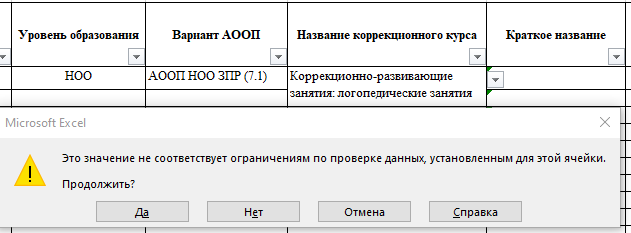 Уровень образования Вариант АООП Название коррекционного курса Краткое название
НОО АООП НОО ЗПР (7.1) Коррекционно-развивающие
занятия: логопедические занятия
Microsoft Excel
Это значение не соответствует ограничениям по проверке данных, установленным для этой ячейки.
Продолжить?
Да Нет Отмена Справка